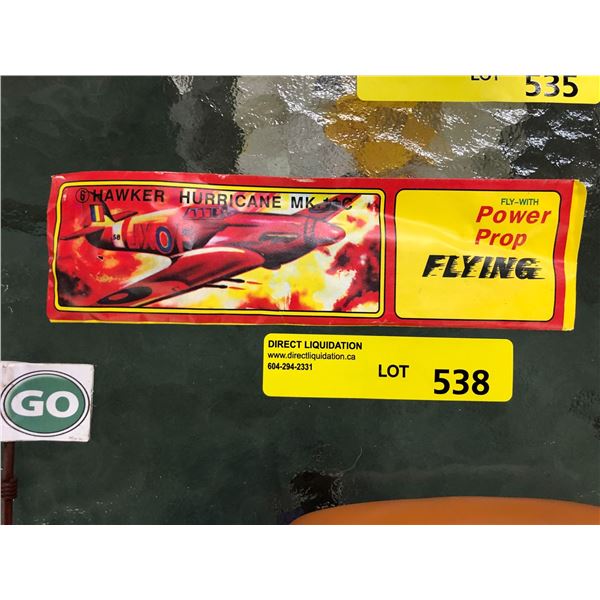 LOT 535
⑥ HAWKER HURRICANE MK
FLY-WITH
Power
Prop
FLYING
DIRECT LIQUIDATION
www.directliquidation.ca
604-294-2331
LOT 538
GO